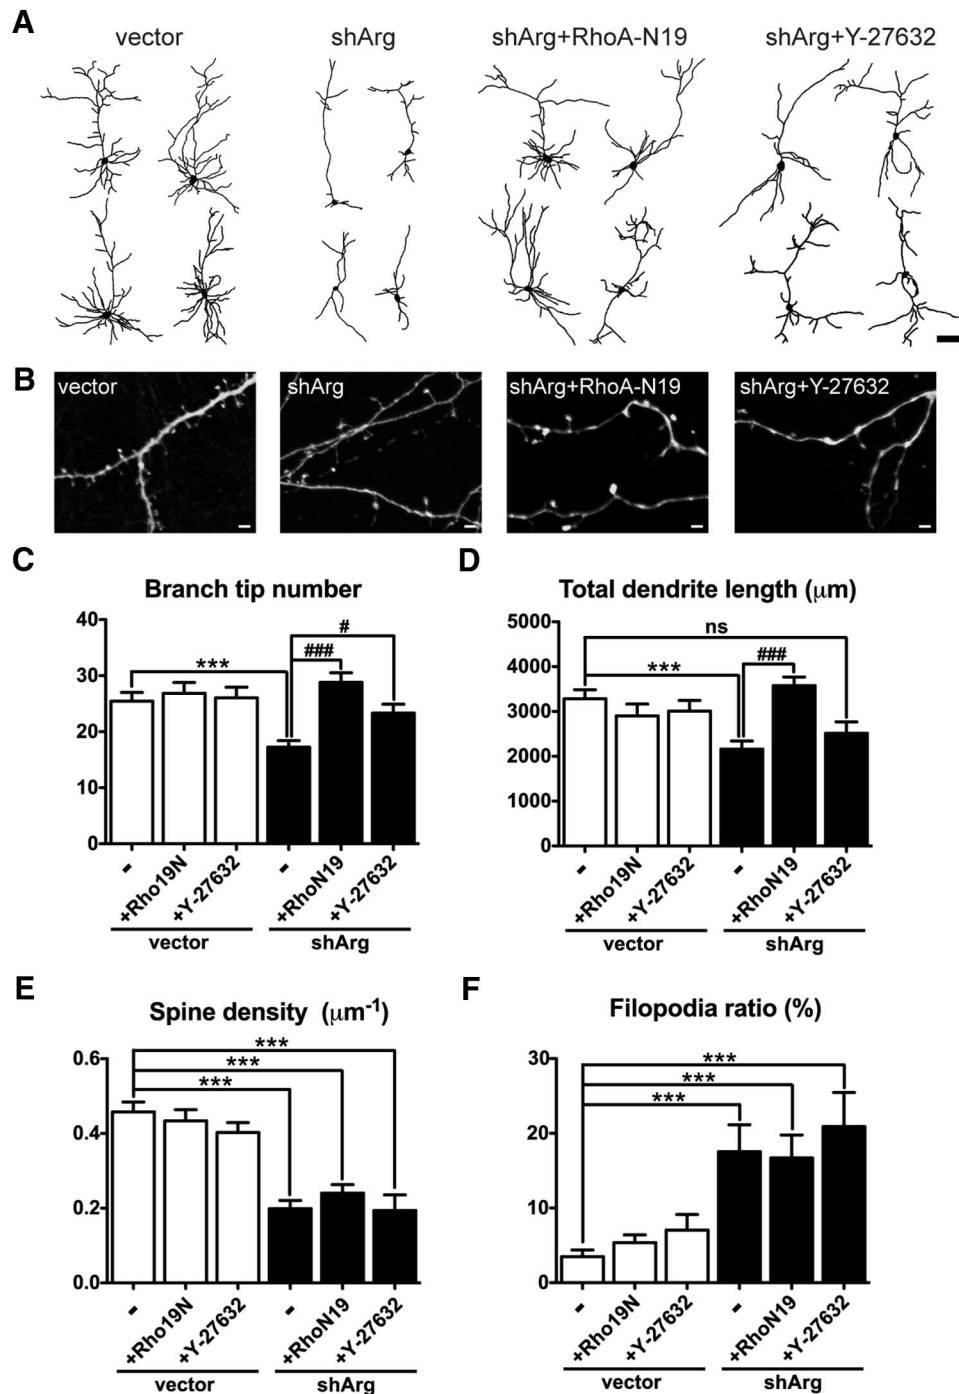 A
vector shArg shArg+RhoA-N19 shArg+Y-27632
B
vector shArg shArg+RhoA-N19 shArg+Y-27632
C
Branch tip number
40
30
20
10
0
***
###
#
- +Rho19N +Y-27632 - +RhoN19 +Y-27632
vector shArg
D
Total dendrite length (μm)
5000
4000
3000
2000
1000
0
ns
***
###
- +Rho19N +Y-27632 - +RhoN19 +Y-27632
vector shArg
E
Spine density (μm-1)
0.6
0.4
0.2
0.0
***
***
***
- +Rho19N +Y-27632 - +RhoN19 +Y-27632
vector shArg
F
Filopodia ratio (%)
30
20
10
0
***
***
***
- +Rho19N +Y-27632 - +RhoN19 +Y-27632
vector shArg